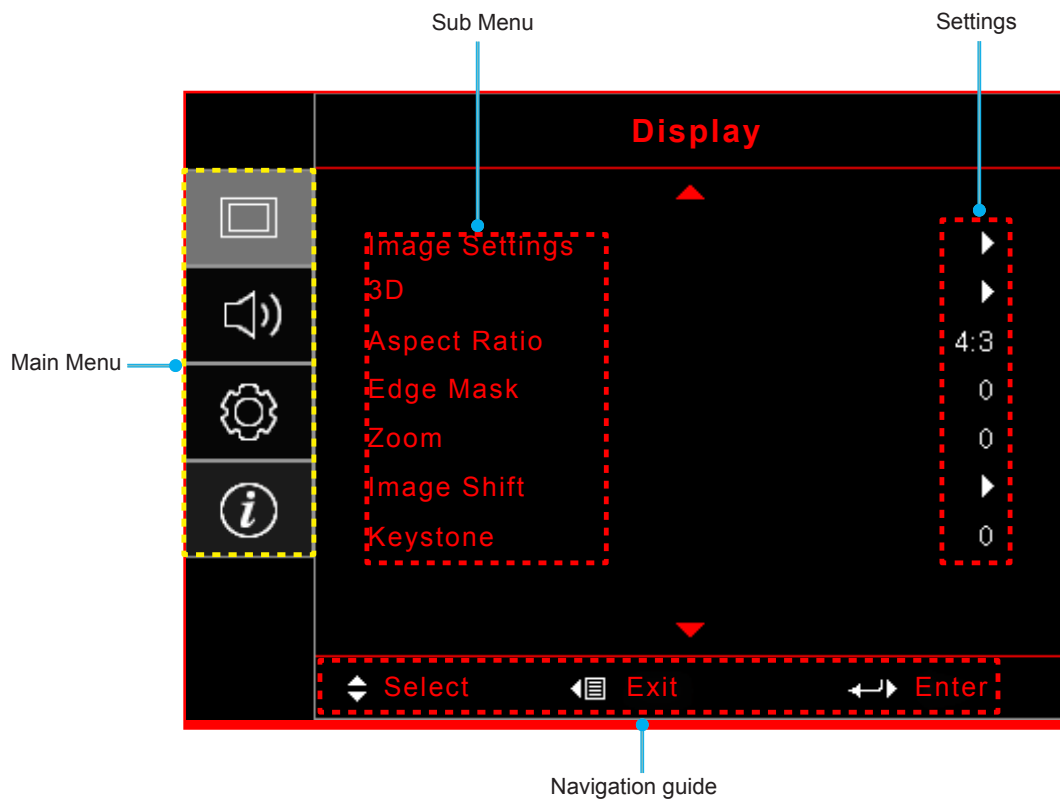 Sub Menu
Settings
Display
Image Settings
3D
Aspect Ratio 4:3
Edge Mask 0
Zoom 0
Image Shift
Keystone 0
Main Menu
Select Exit Enter
Navigation guide